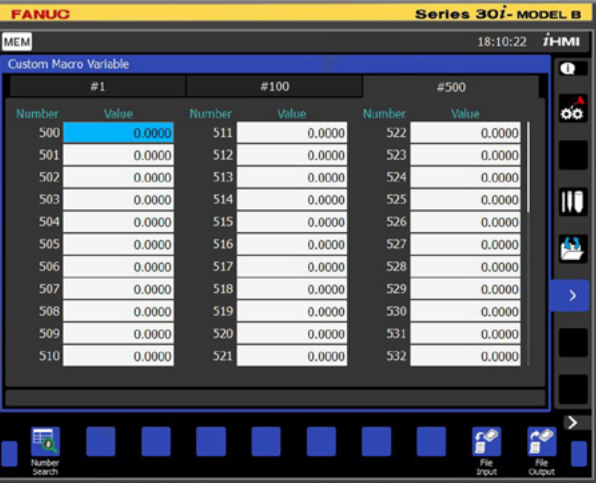 FANUC Series 30i-MODEL B
MEM 18:10:22 iHMI
Custom Macro Variable
#1 #100 #500
Number Value Number Value Number Value
500 0.0000 511 0.0000 522 0.0000
501 0.0000 512 0.0000 523 0.0000
502 0.0000 513 0.0000 524 0.0000
503 0.0000 514 0.0000 525 0.0000
504 0.0000 515 0.0000 526 0.0000
505 0.0000 516 0.0000 527 0.0000
506 0.0000 517 0.0000 528 0.0000
507 0.0000 518 0.0000 529 0.0000
508 0.0000 519 0.0000 530 0.0000
509 0.0000 520 0.0000 531 0.0000
510 0.0000 521 0.0000 532 0.0000
Number File File
Search Input Output